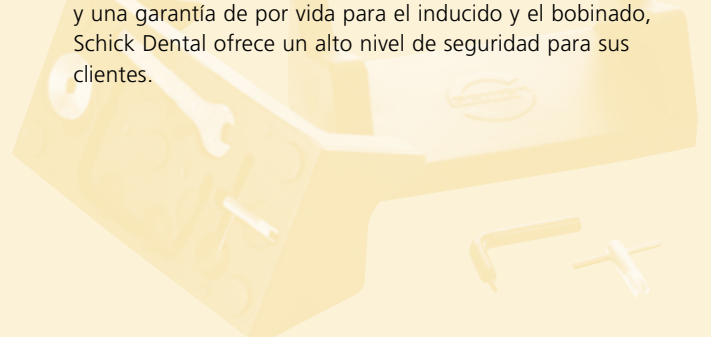 y una garantía de por vida para el inducido y el bobinado,
Schick Dental ofrece un alto nivel de seguridad para sus
clientes.